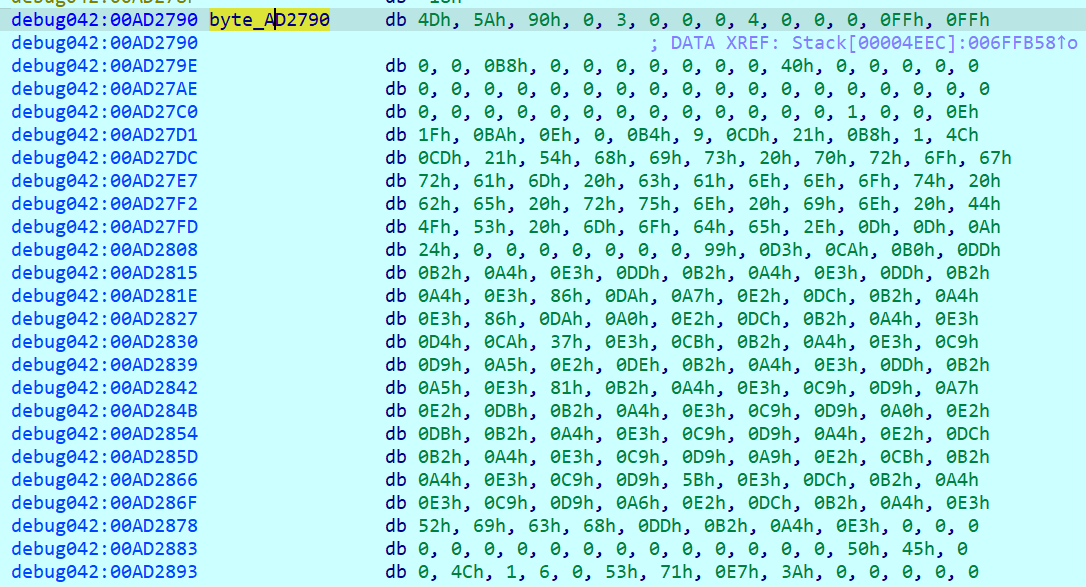 debug042:00AD2790 byte_AD2790 db 4Dh, 5Ah, 90h, 0, 3, 0, 0, 0, 4, 0, 0, 0, 0FFh, 0FFh
debug042:00AD2790 ; DATA XREF: Stack[00004EEC]:006FFB58↑o
debug042:00AD279E db 0, 0, 0B8h, 0, 0, 0, 0, 0, 0, 0, 40h, 0, 0, 0, 0, 0
debug042:00AD27AE db 0, 0, 0, 0, 0, 0, 0, 0, 0, 0, 0, 0, 0, 0, 0, 0, 0, 0
debug042:00AD27C0 db 0, 0, 0, 0, 0, 0, 0, 0, 0, 0, 0, 0, 0, 1, 0, 0, 0Eh
debug042:00AD27D1 db 1Fh, 0BAh, 0Eh, 0, 0B4h, 9, 0CDh, 21h, 0B8h, 1, 4Ch
debug042:00AD27DC db 0CDh, 21h, 54h, 68h, 69h, 73h, 20h, 70h, 72h, 6Fh, 67h
debug042:00AD27E7 db 72h, 61h, 6Dh, 20h, 63h, 61h, 6Eh, 6Eh, 6Fh, 74h, 20h
debug042:00AD27F2 db 62h, 65h, 20h, 72h, 75h, 6Eh, 20h, 69h, 6Eh, 20h, 44h
debug042:00AD27FD db 4Fh, 53h, 20h, 6Dh, 6Fh, 64h, 65h, 2Eh, 0Dh, 0Dh, 0Ah
debug042:00AD2808 db 24h, 0, 0, 0, 0, 0, 0, 0, 99h, 0D3h, 0CAh, 0B0h, 0DDh
debug042:00AD2815 db 0B2h, 0A4h, 0E3h, 0DDh, 0B2h, 0A4h, 0E3h, 0DDh, 0B2h
debug042:00AD281E db 0A4h, 0E3h, 86h, 0DAh, 0A7h, 0E2h, 0DCh, 0B2h, 0A4h
debug042:00AD2827 db 0E3h, 86h, 0DAh, 0A0h, 0E2h, 0DCh, 0B2h, 0A4h, 0E3h
debug042:00AD2830 db 0D4h, 0CAh, 37h, 0E3h, 0CBh, 0B2h, 0A4h, 0E3h, 0C9h
debug042:00AD2839 db 0D9h, 0A5h, 0E2h, 0DEh, 0B2h, 0A4h, 0E3h, 0DDh, 0B2h
debug042:00AD2842 db 0A5h, 0E3h, 81h, 0B2h, 0A4h, 0E3h, 0C9h, 0D9h, 0A7h
debug042:00AD284B db 0E2h, 0DBh, 0B2h, 0A4h, 0E3h, 0C9h, 0D9h, 0A0h, 0E2h
debug042:00AD2854 db 0DBh, 0B2h, 0A4h, 0E3h, 0C9h, 0D9h, 0A4h, 0E2h, 0DCh
debug042:00AD285D db 0B2h, 0A4h, 0E3h, 0C9h, 0D9h, 0A9h, 0E2h, 0CBh, 0B2h
debug042:00AD2866 db 0A4h, 0E3h, 0C9h, 0D9h, 5Bh, 0E3h, 0DCh, 0B2h, 0A4h
debug042:00AD286F db 0E3h, 0C9h, 0D9h, 0A6h, 0E2h, 0DCh, 0B2h, 0A4h, 0E3h
debug042:00AD2878 db 52h, 69h, 63h, 68h, 0DDh, 0B2h, 0A4h, 0E3h, 0, 0, 0
debug042:00AD2883 db 0, 0, 0, 0, 0, 0, 0, 0, 0, 0, 0, 0, 0, 50h, 45h, 0
debug042:00AD2893 db 0, 4Ch, 1, 6, 0, 53h, 71h, 0E7h, 3Ah, 0, 0, 0, 0, 0